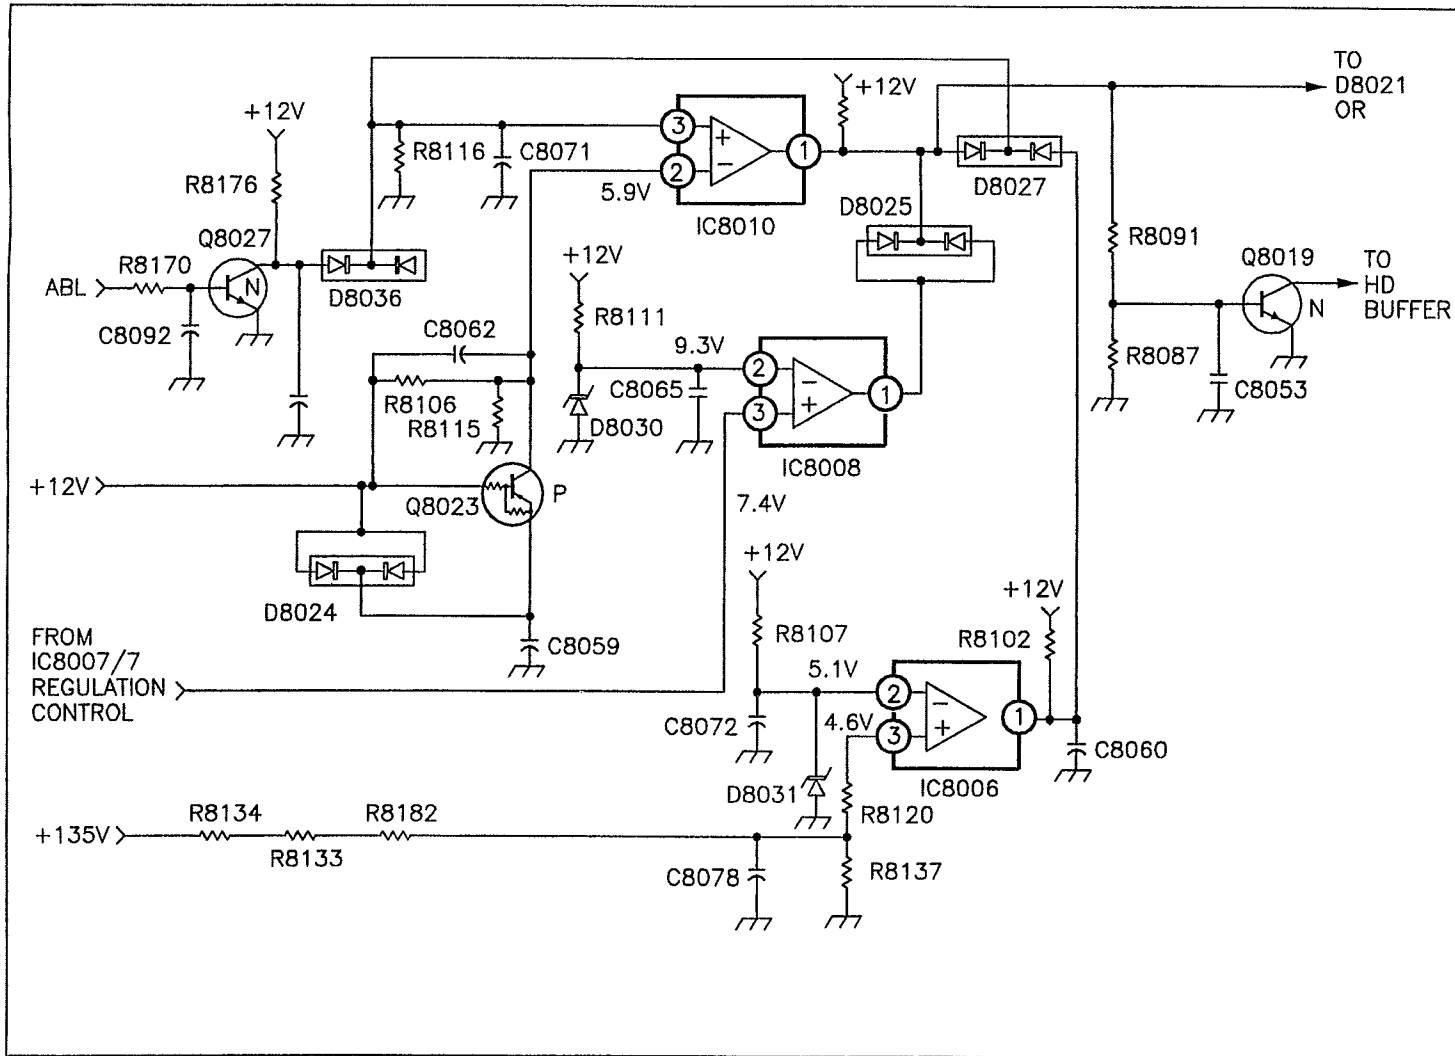 TO
D8021
OR
+12V
+12V
3
R8116
C8071
+
−
1
2
5.9V
IC8010
D8027
R8176
D8025
R8091
Q8027
+12V
Q8019
TO
HD
BUFFER
R8170
ABL
N
D8036
N
C8092
C8062
R8111
9.3V
2
R8087
C8065
−
+
1
C8053
R8106
3
R8115
D8030
IC8008
+12V
Q8023
P
7.4V
+12V
+12V
D8024
R8107
R8102
FROM
IC8007/7
REGULATION
CONTROL
C8059
5.1V
2
−
1
C8072
4.6V
3
+
C8060
D8031
IC8006
R8120
+135V
R8134
R8182
R8133
C8078
R8137